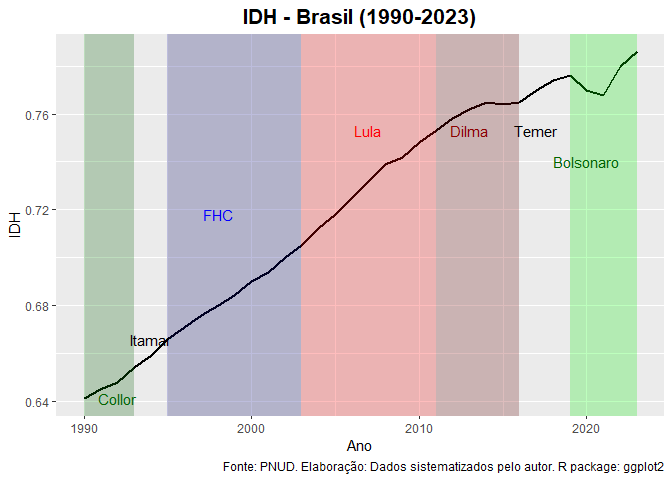 IDH - Brasil (1990-2023)
IDH
0.76
0.72
0.68
0.64
Lula
Dilma
Temer
Bolsonaro
FHC
Itamar
Collor
1990
2000
2010
2020
Ano
Fonte: PNUD. Elaboração: Dados sistematizados pelo autor. R package: ggplot2